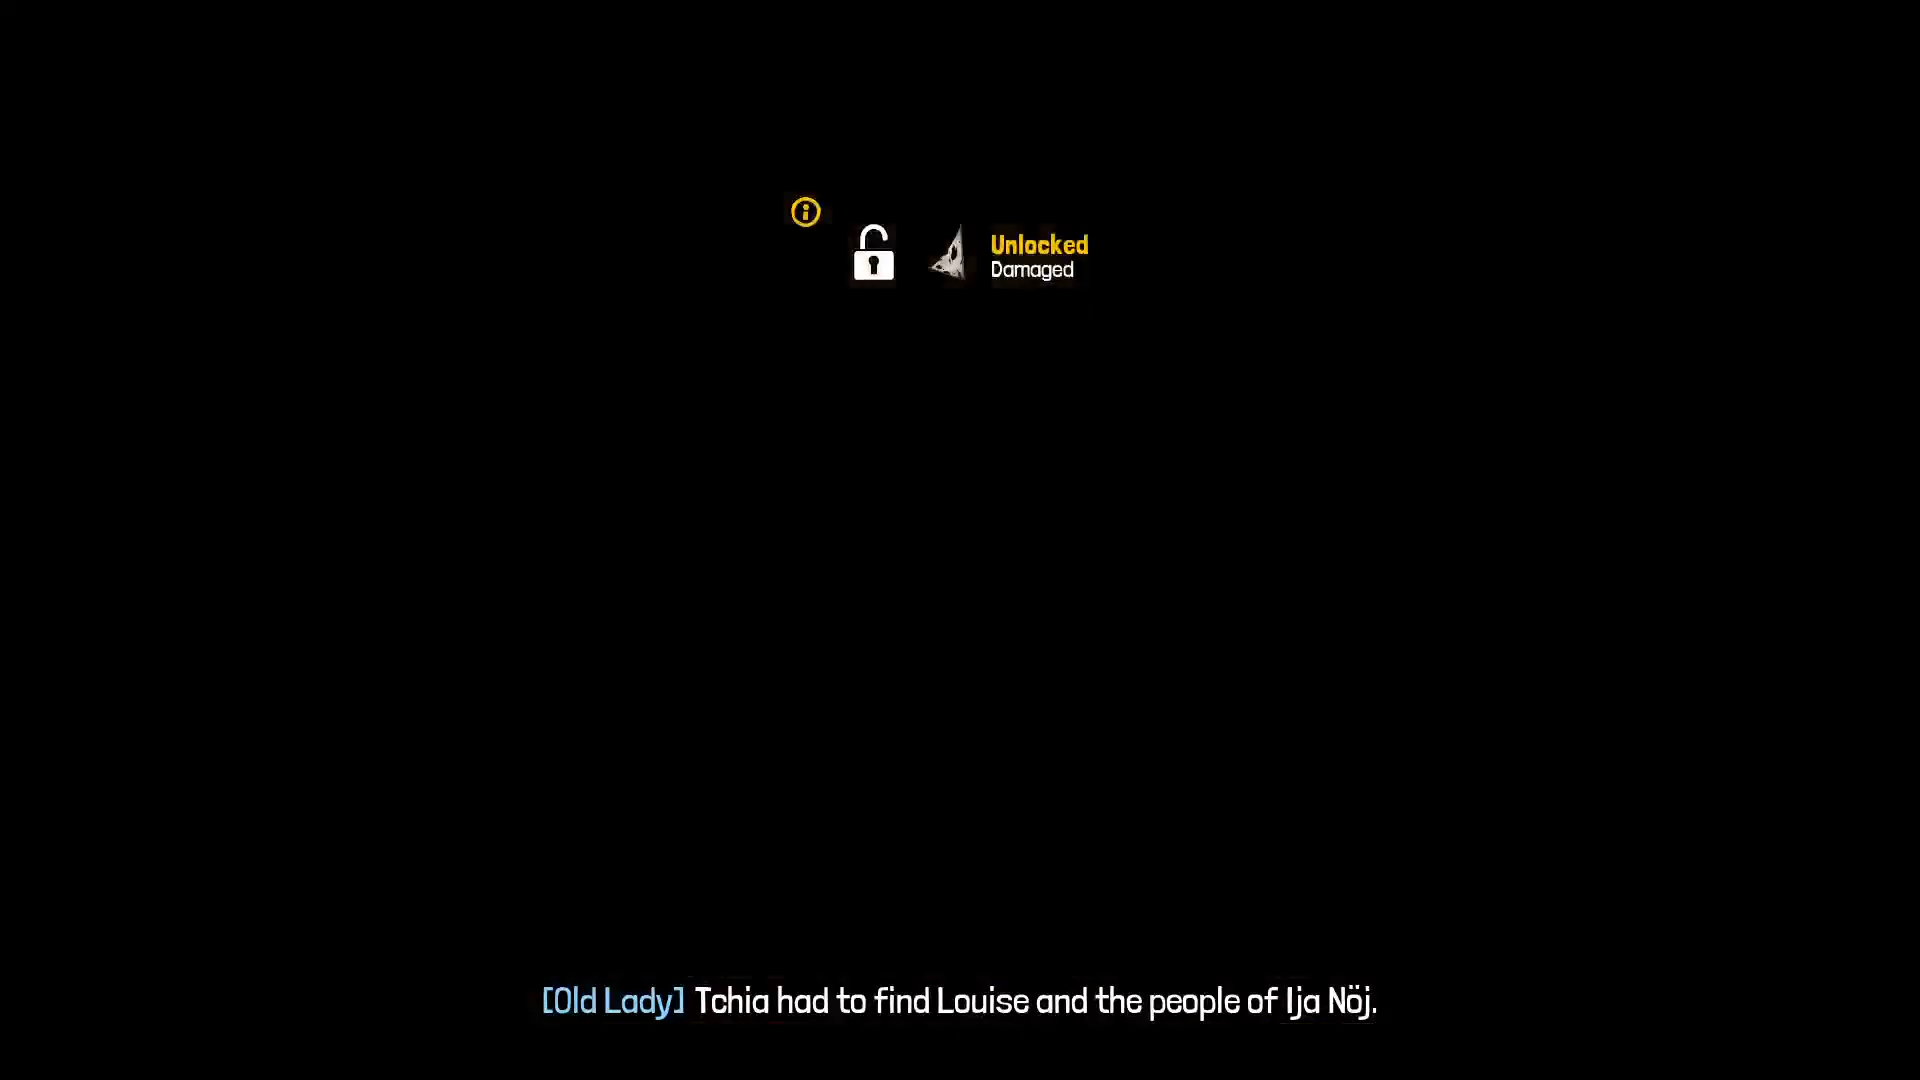 Unlocked
Damaged
[Old Lady] Tchia had to find Louise and the people of Ija Nöj.